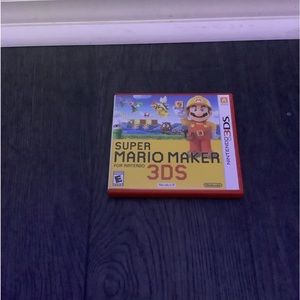 SUPER
MARIO MAKER
FOR NINTENDO
3DS
NINTENDO 3DS
E
Nintendo